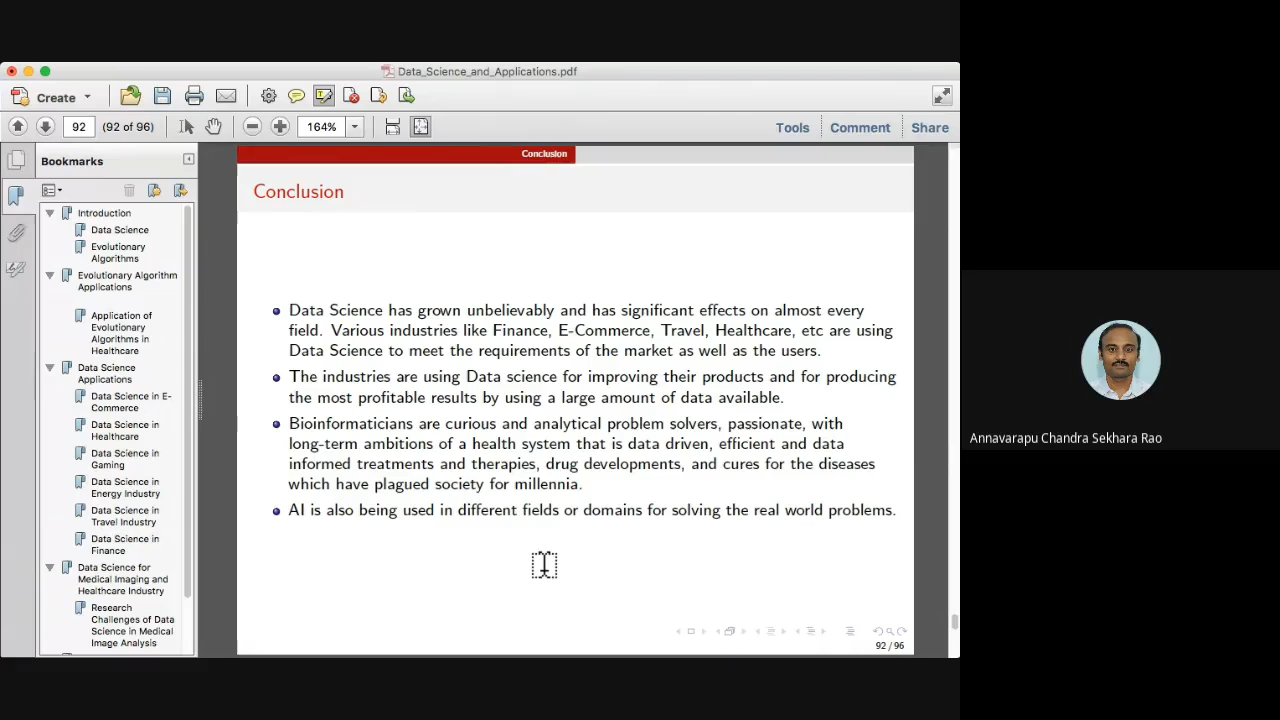 Data_Science_and_Applications.pdf
Create
92
(92 of 96)
164%
Tools
Comment
Share
Bookmarks
Introduction
Data Science
Evolutionary
Algorithms
Evolutionary Algorithm
Applications
Application of
Evolutionary
Algorithms in
Healthcare
Data Science
Applications
Data Science in E-
Commerce
Data Science in
Healthcare
Data Science in
Gaming
Data Science in
Energy Industry
Data Science in
Travel Industry
Data Science in
Finance
Data Science for
Medical Imaging and
Healthcare Industry
Research
Challenges of Data
Science in Medical
Image Analysis
Conclusion
Conclusion
Data Science has grown unbelievably and has significant effects on almost every
field. Various industries like Finance, E-Commerce, Travel, Healthcare, etc are using
Data Science to meet the requirements of the market as well as the users.
The industries are using Data science for improving their products and for producing
the most profitable results by using a large amount of data available.
Bioinformaticians are curious and analytical problem solvers, passionate, with
long-term ambitions of a health system that is data driven, efficient and data
informed treatments and therapies, drug developments, and cures for the diseases
which have plagued society for millennia.
AI is also being used in different fields or domains for solving the real world problems.
92 / 96
Annavarapu Chandra Sekhara Rao